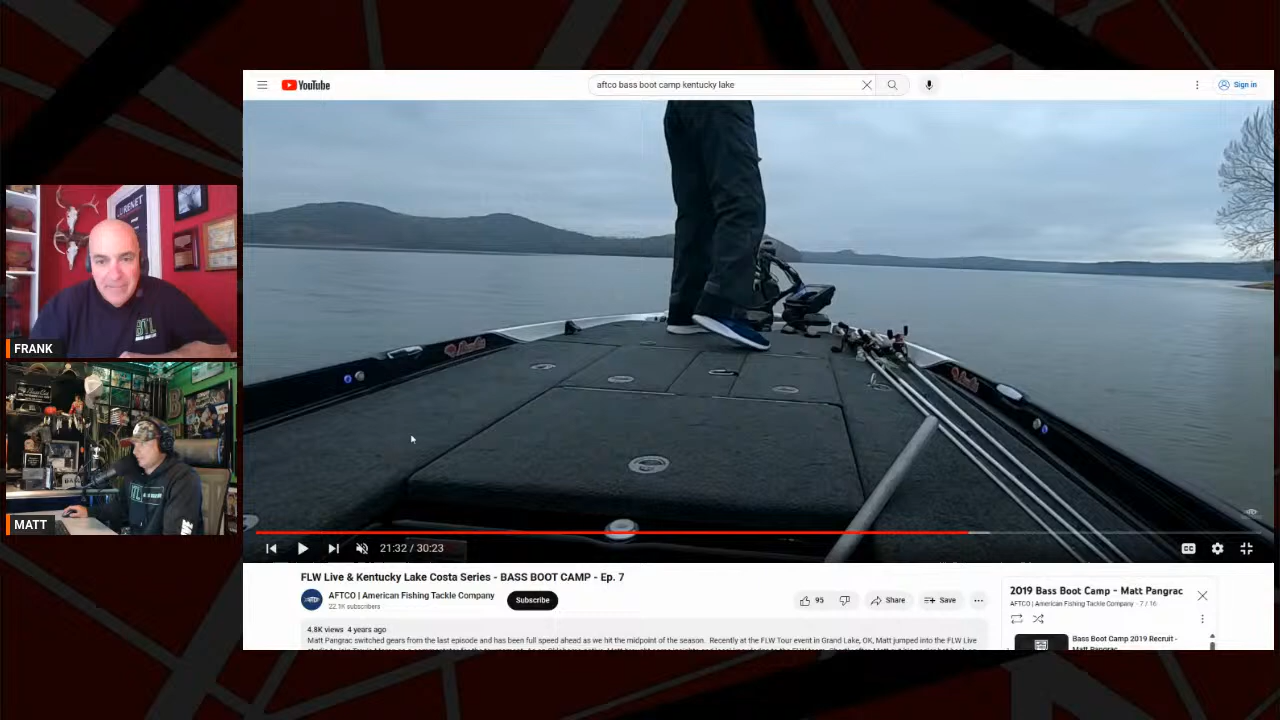 YouTube
aftco bass boot camp kentucky lake
Sign in
LURENET
BTL
FRANK
MATT
21:32 / 30:23
FLW Live & Kentucky Lake Costa Series - BASS BOOT CAMP - Ep. 7
AFTCO | American Fishing Tackle Company
22.1K subscribers
Subscribe
95
Share
Save
4.8K views 4 years ago
Matt Pangrac switched gears from the last episode and has been full speed ahead as we hit the midpoint of the season. Recently at the FLW Tour event in Grand Lake, OK, Matt jumped into the FLW Live
2019 Bass Boot Camp - Matt Pangrac
AFTCO | American Fishing Tackle Company - 7 / 16
Bass Boot Camp 2019 Recruit -
Matt Pangrac